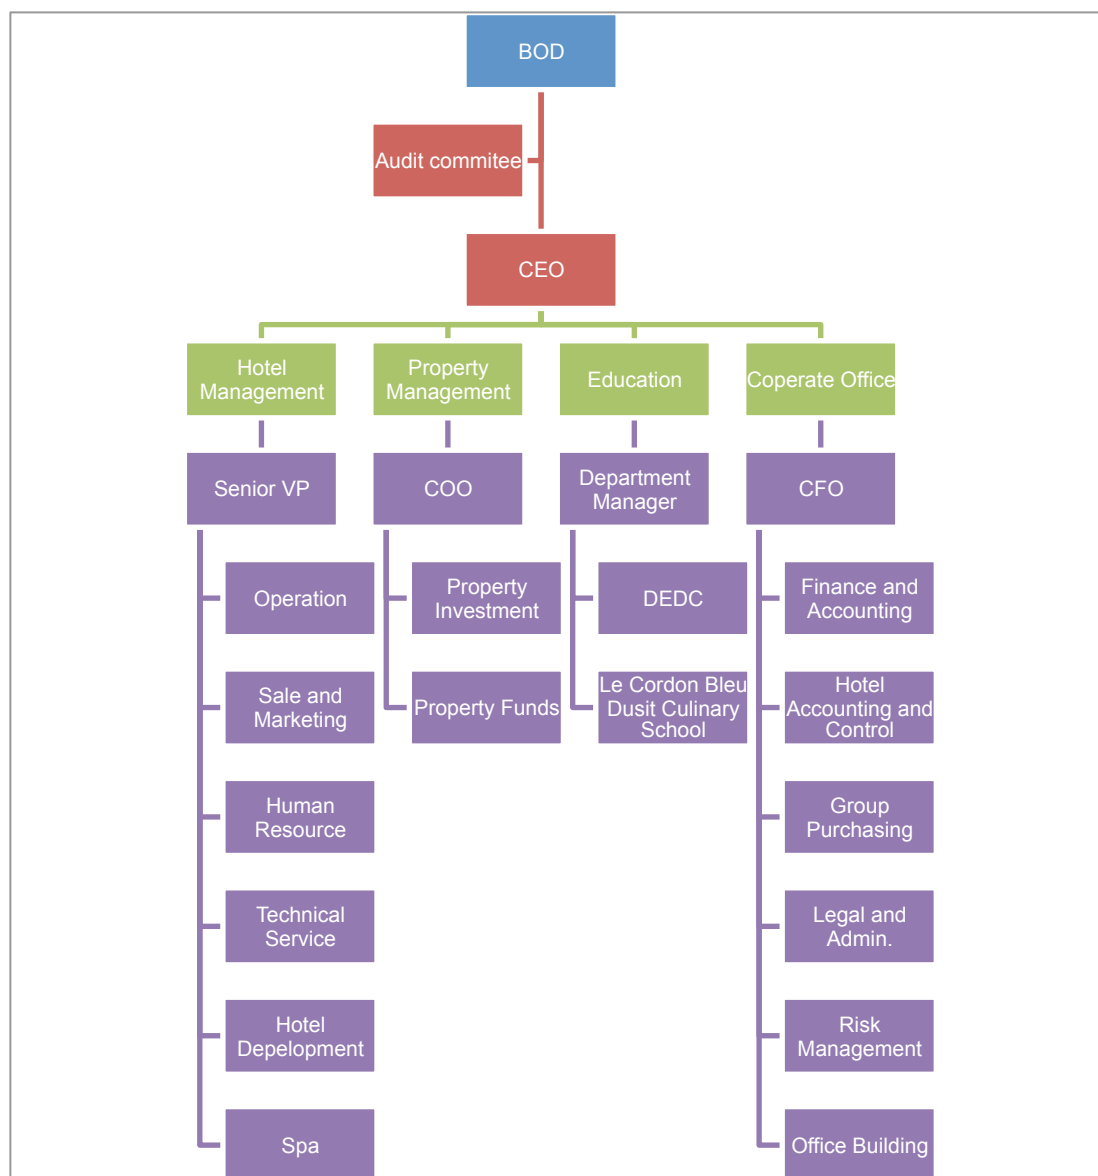 BOD
Audit commitee
CEO
Hotel
Management
Property
Management
Education
Coperate Office
Senior VP
COO
Department
Manager
CFO
Operation
Property
Investment
DEDC
Finance and
Accounting
Sale and
Marketing
Property Funds
Le Cordon Bleu
Dusit Culinary
School
Hotel
Accounting and
Control
Human
Resource
Group
Purchasing
Technical
Service
Legal and
Admin.
Hotel
Depelopment
Risk
Management
Spa
Office Building